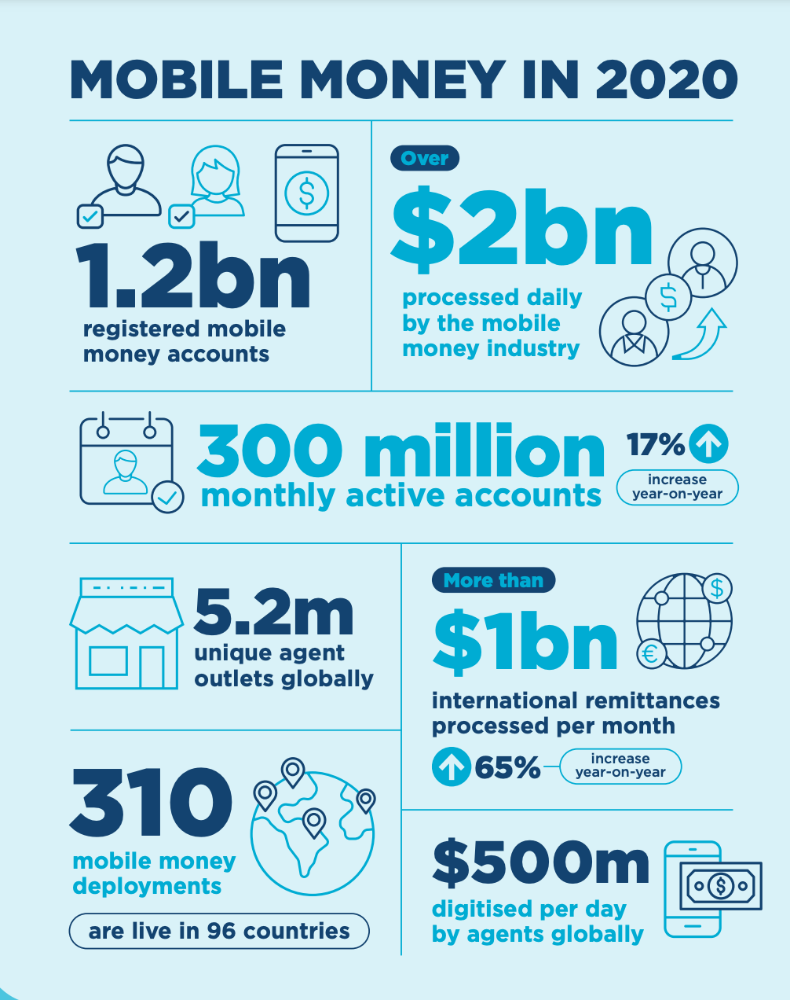 MOBILE MONEY IN 2020
$
1.2bn
registered mobile
money accounts
Over
$2bn
processed daily
by the mobile
money industry
$
300 million
monthly active accounts
17%
increase
year-on-year
5.2m
unique agent
outlets globally
More than
$1bn
$
€
international remittances
processed per month
65%
increase
year-on-year
310
mobile money
deployments
are live in 96 countries
$500m
digitised per day
by agents globally
$